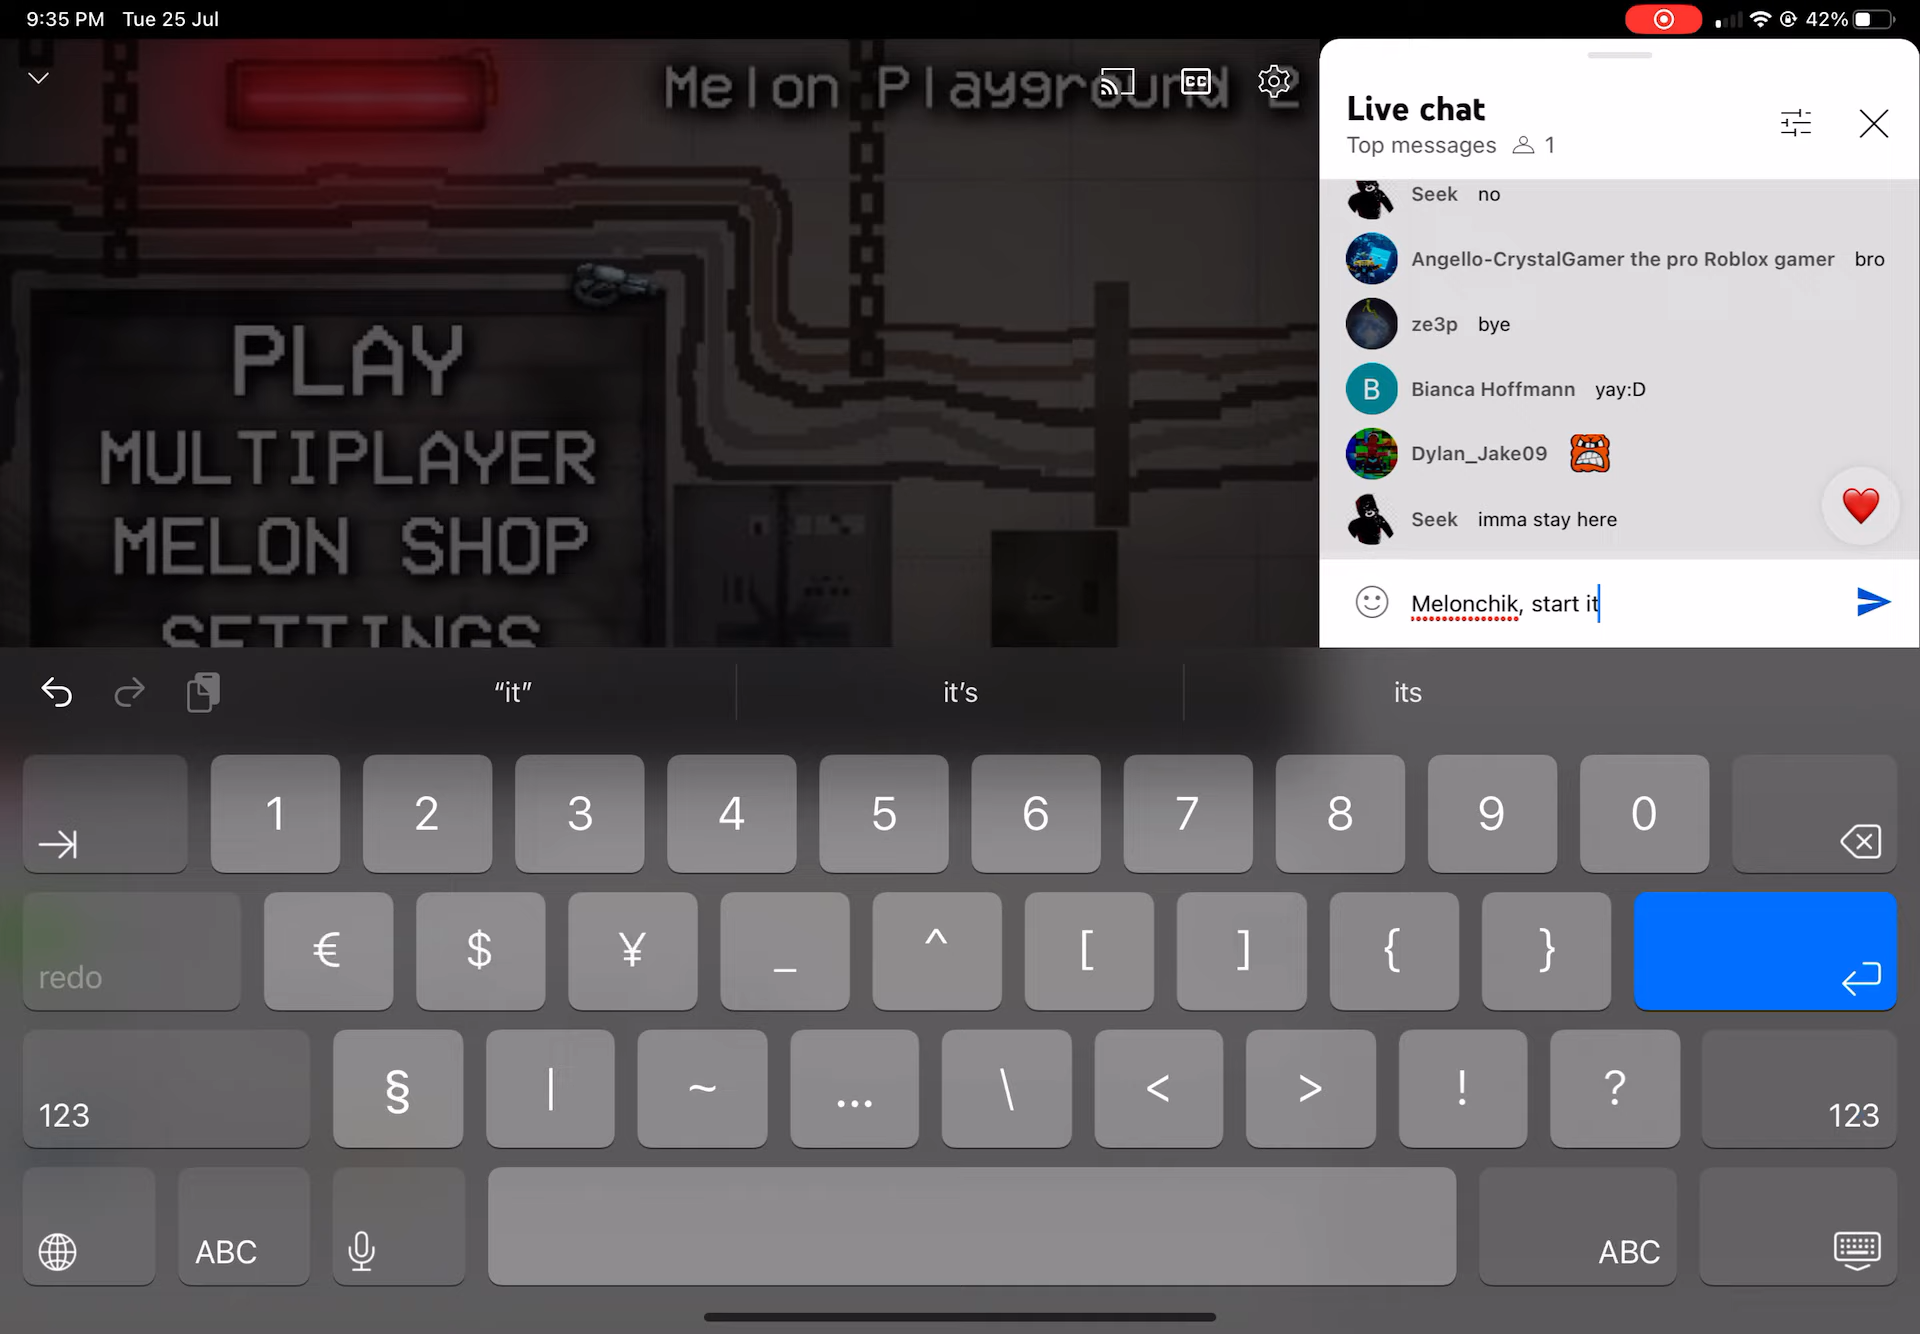 9:35 PM Tue 25 Jul
42%
Melon Playground 2
CC
PLAY
MULTIPLAYER
MELON SHOP
SETTINGS
Live chat
Top messages 1
Seek no
Angello-CrystalGamer the pro Roblox gamer bro
ze3p bye
B Bianca Hoffmann yay:D
Dylan_Jake09
Seek imma stay here
Melonchik, start it
“it” it's its
1 2 3 4 5 6 7 8 9 0
redo € $ ¥ _ ^ [ ] { }
123 § | ~ … \ < > ! ? 123
ABC ABC